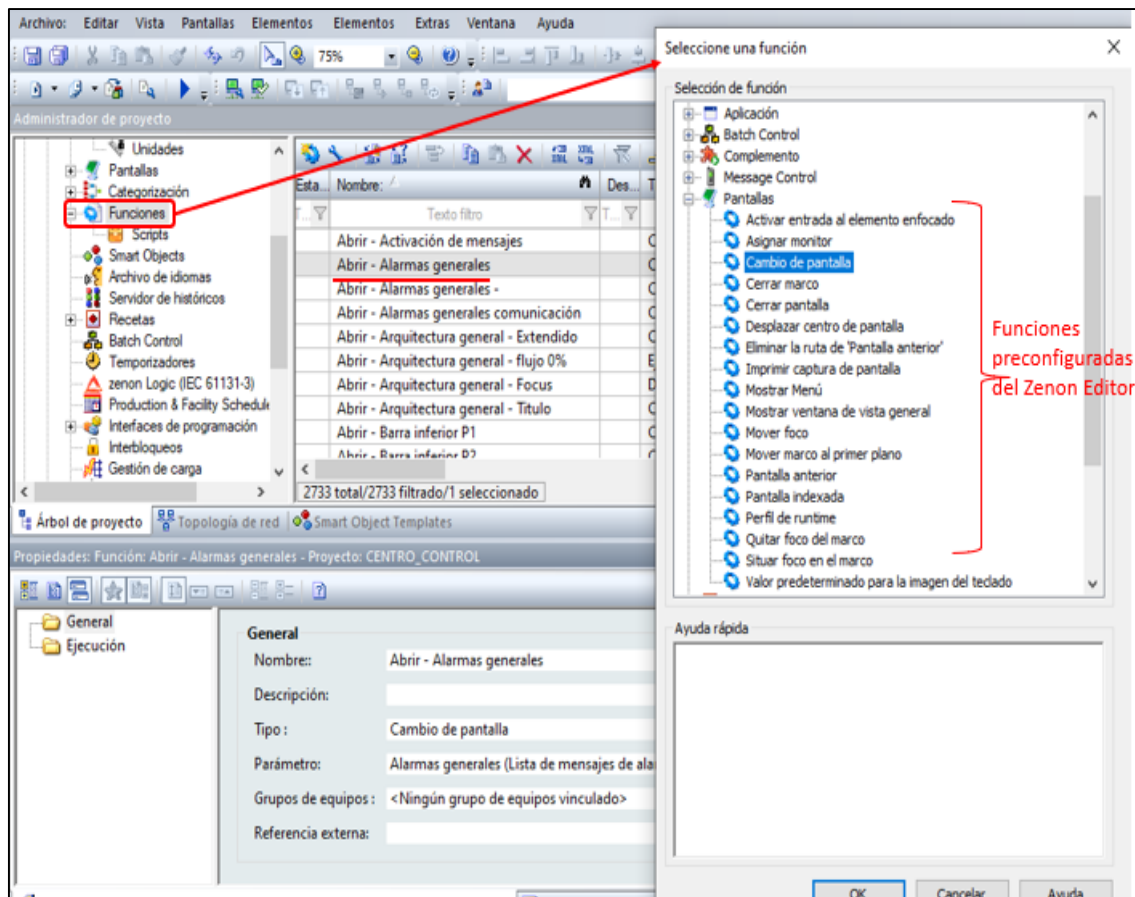 Archivo: Editar Vista Pantallas Elementos Elementos Extras Ventana Ayuda
75%
Administrador de proyecto
Unidades
Pantallas
Categorización
Funciones
Scripts
Smart Objects
Archivo de idiomas
Servidor de históricos
Recetas
Batch Control
Temporizadores
zenon Logic (IEC 61131-3)
Production & Facility Schedule
Interfaces de programación
Interbloqueos
Gestión de carga
Esta... Nombre: Des... T
T... Texto filtro T...
Abrir - Activación de mensajes
Abrir - Alarmas generales
Abrir - Alarmas generales -
Abrir - Alarmas generales comunicación
Abrir - Arquitectura general - Extendido
Abrir - Arquitectura general - flujo 0%
Abrir - Arquitectura general - Focus
Abrir - Arquitectura general - Titulo
Abrir - Barra inferior P1
Abrir - Barra inferior P2
2733 total/2733 filtrado/1 seleccionado
Árbol de proyecto Topología de red Smart Object Templates
Propiedades: Función: Abrir - Alarmas generales - Proyecto: CENTRO_CONTROL
General
Ejecución
General
Nombre:: Abrir - Alarmas generales
Descripción:
Tipo : Cambio de pantalla
Parámetro: Alarmas generales (Lista de mensajes de ala
Grupos de equipos : <Ningún grupo de equipos vinculado>
Referencia externa:
Seleccione una función
Selección de función
Aplicación
Batch Control
Complemento
Message Control
Pantallas
Activar entrada al elemento enfocado
Asignar monitor
Cambio de pantalla
Cerrar marco
Cerrar pantalla
Desplazar centro de pantalla
Eliminar la ruta de 'Pantalla anterior'
Imprimir captura de pantalla
Mostrar Menú
Mostrar ventana de vista general
Mover foco
Mover marco al primer plano
Pantalla anterior
Pantalla indexada
Perfil de runtime
Quitar foco del marco
Situar foco en el marco
Valor predeterminado para la imagen del teclado
Funciones
preconfiguradas
del Zenon Editor
Ayuda rápida
OK Cancelar Ayuda